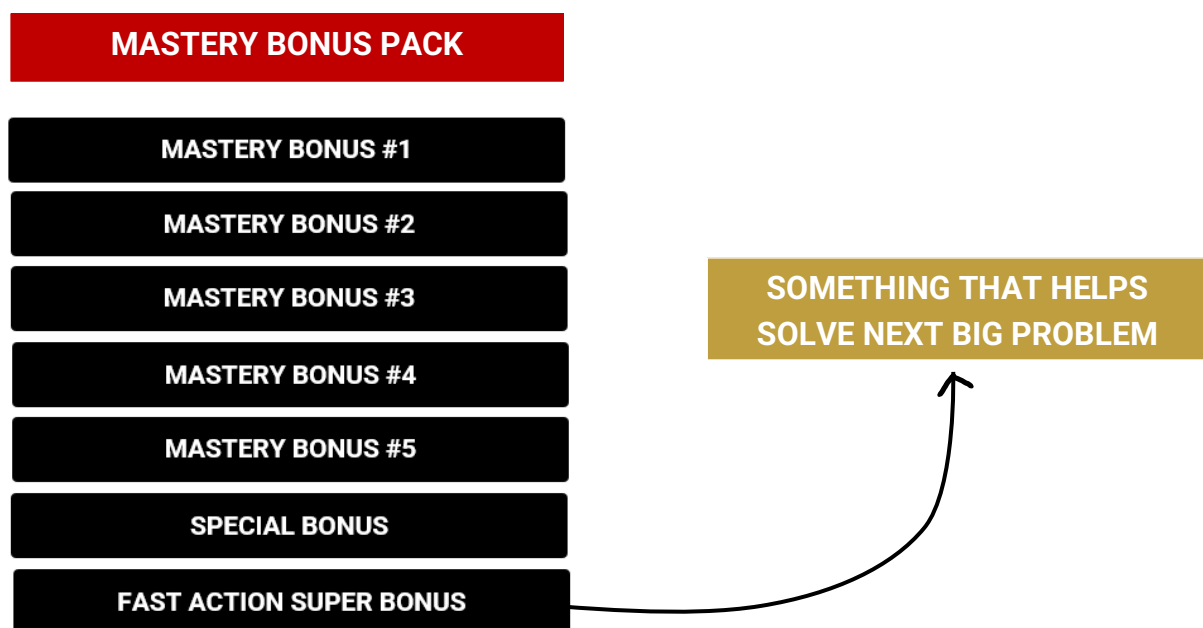 MASTERY BONUS PACK
MASTERY BONUS #1
MASTERY BONUS #2
MASTERY BONUS #3
MASTERY BONUS #4
MASTERY BONUS #5
SPECIAL BONUS
FAST ACTION SUPER BONUS
SOMETHING THAT HELPS
SOLVE NEXT BIG PROBLEM